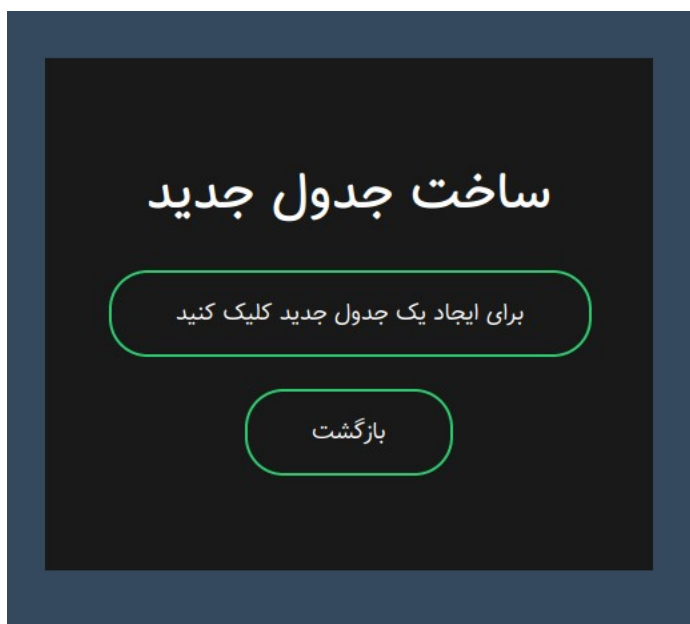 ساخت جدول جدید
برای ایجاد یک جدول جدید کلیک کنید
بازگشت